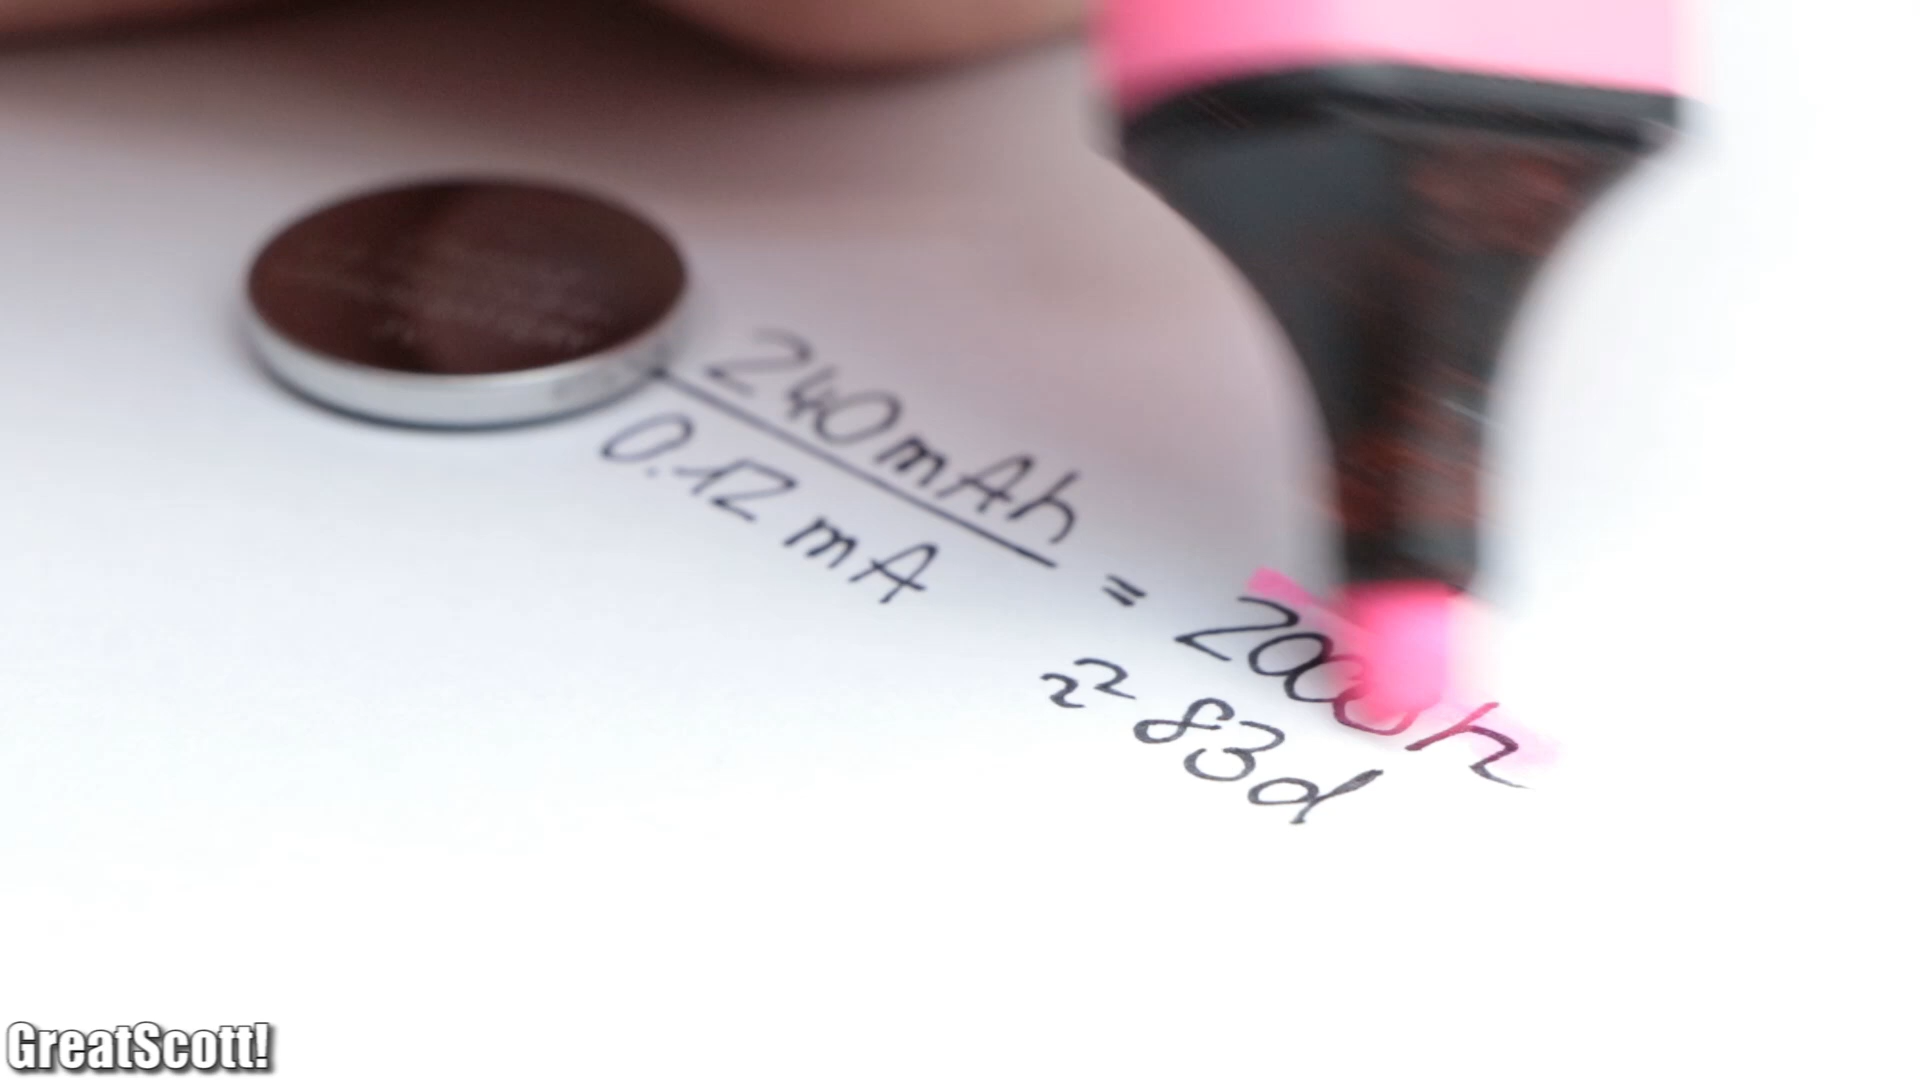 240mAh
0.12 mA
= 2000h
≈ 83d
GreatScott!